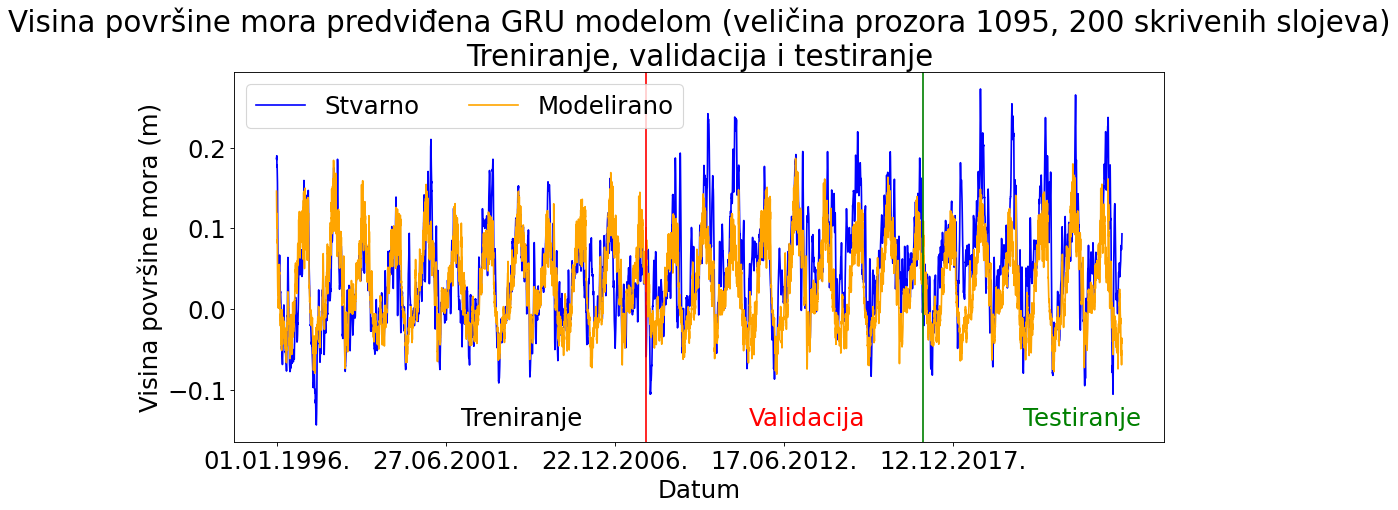 Visina površine mora predviđena GRU modelom (veličina prozora 1095, 200 skrivenih slojeva)
Treniranje, validacija i testiranje
Stvarno
Modelirano
Visina površine mora (m)
0.2
0.1
0.0
−0.1
Treniranje
Validacija
Testiranje
01.01.1996.
27.06.2001.
22.12.2006.
17.06.2012.
12.12.2017.
Datum